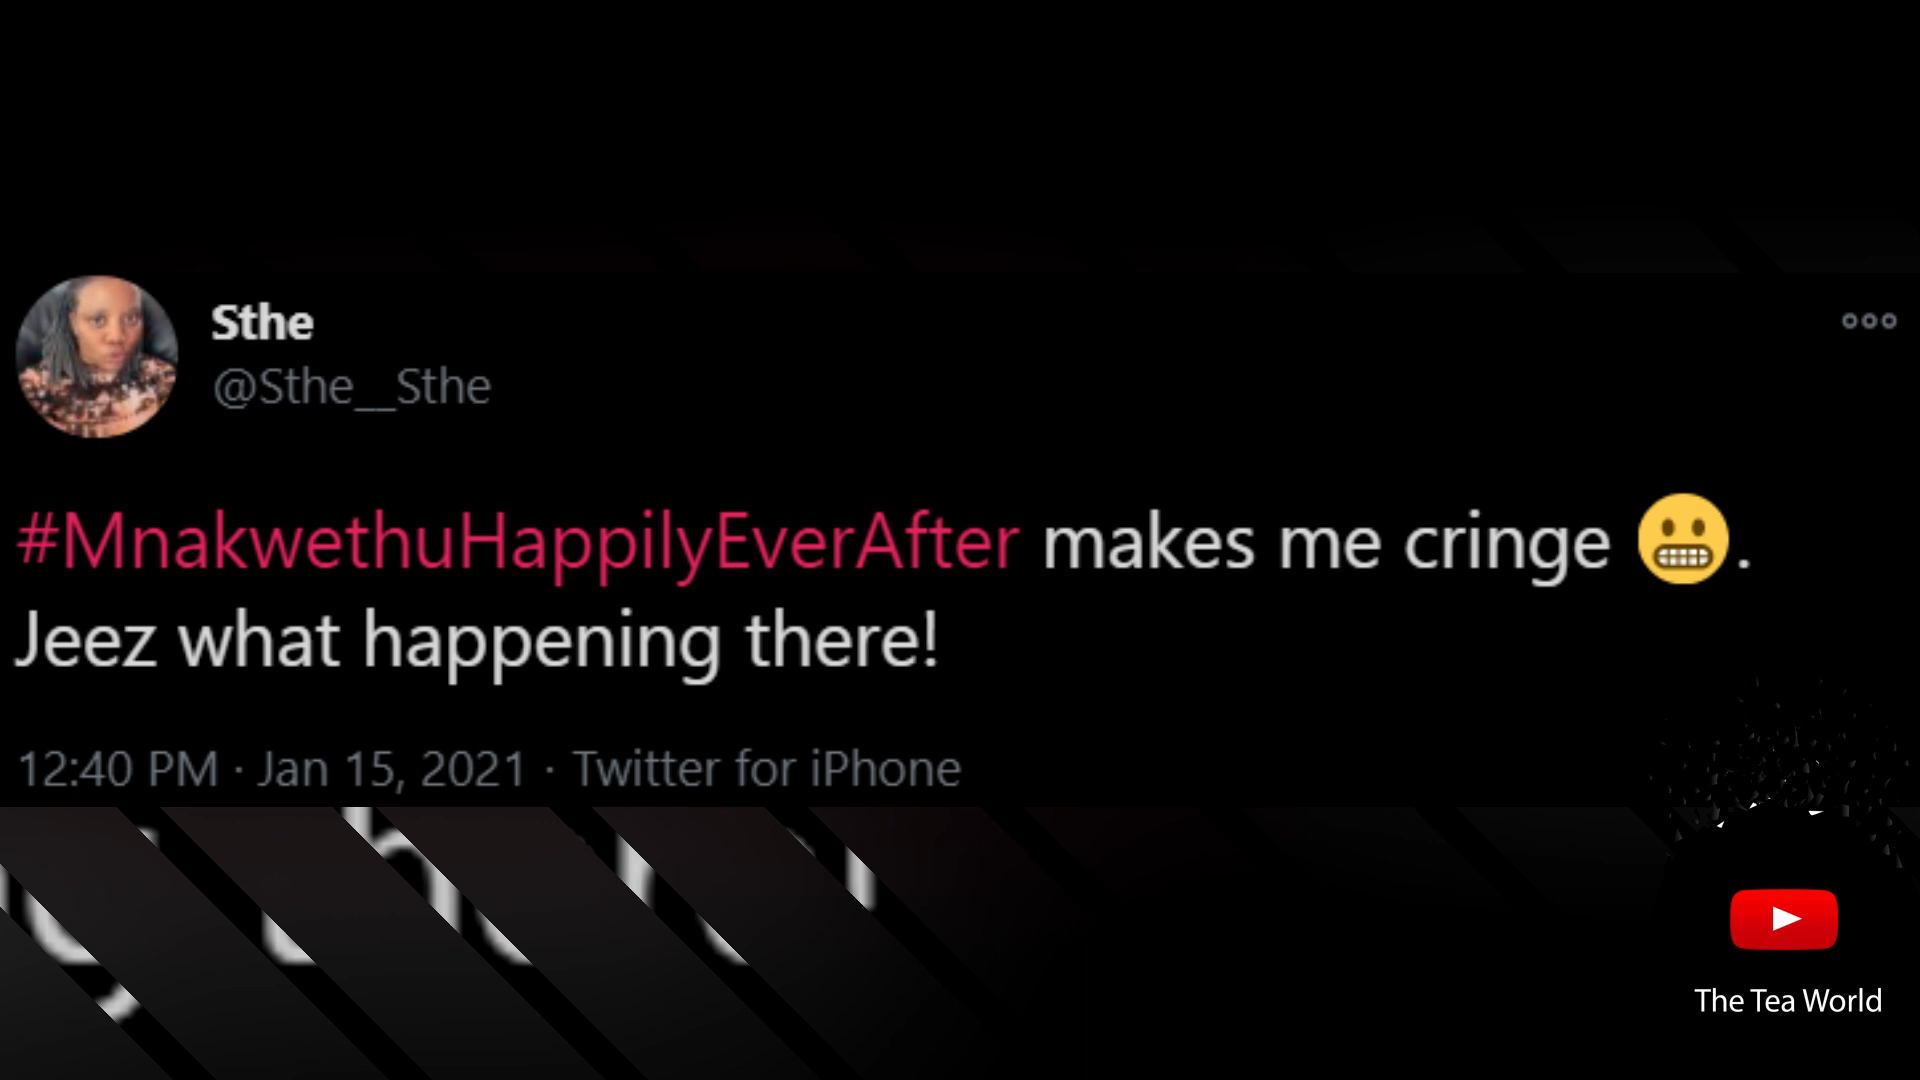 Sthe
@Sthe__Sthe
#MnakwethuHappilyEverAfter makes me cringe 😬.
Jeez what happening there!
12:40 PM · Jan 15, 2021 · Twitter for iPhone
The Tea World